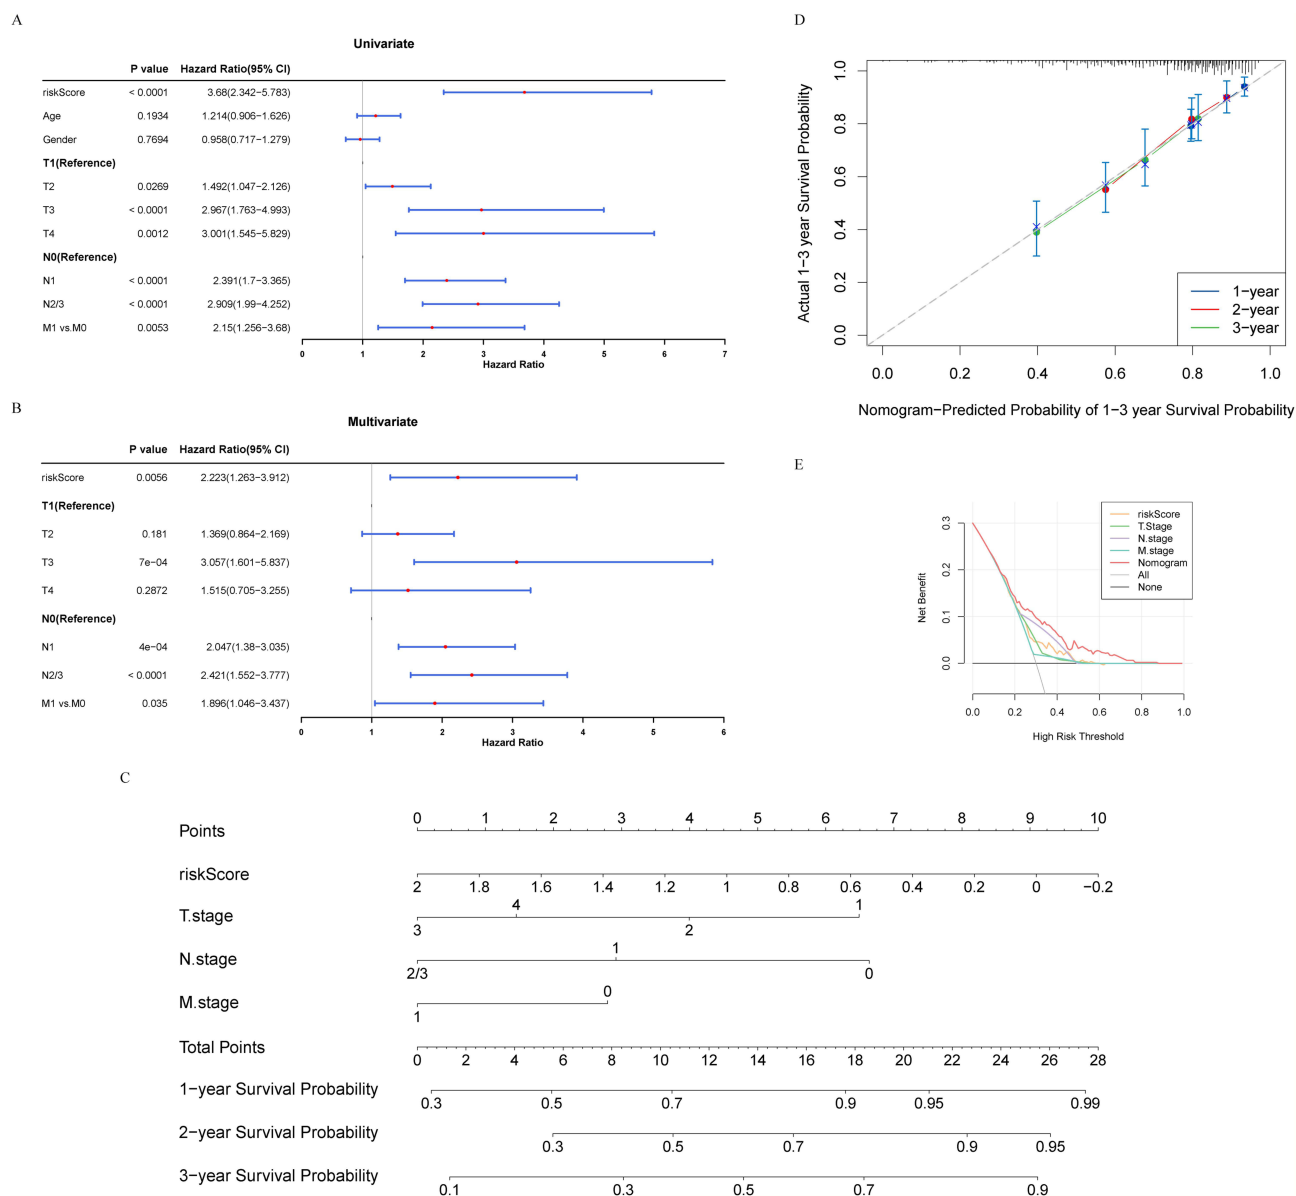 A
Univariate
P value Hazard Ratio(95% CI)
riskScore < 0.0001 3.68(2.342−5.783)
Age 0.1934 1.214(0.906−1.626)
Gender 0.7694 0.958(0.717−1.279)
T1(Reference)
T2 0.0269 1.492(1.047−2.126)
T3 < 0.0001 2.967(1.763−4.993)
T4 0.0012 3.001(1.545−5.829)
N0(Reference)
N1 < 0.0001 2.391(1.7−3.365)
N2/3 < 0.0001 2.909(1.99−4.252)
M1 vs.M0 0.0053 2.15(1.256−3.68)
0 1 2 3 4 5 6 7
Hazard Ratio
B
Multivariate
P value Hazard Ratio(95% CI)
riskScore 0.0056 2.223(1.263−3.912)
T1(Reference)
T2 0.181 1.369(0.864−2.169)
T3 7e−04 3.057(1.601−5.837)
T4 0.2872 1.515(0.705−3.255)
N0(Reference)
N1 4e−04 2.047(1.38−3.035)
N2/3 < 0.0001 2.421(1.552−3.777)
M1 vs.M0 0.035 1.896(1.046−3.437)
0 1 2 3 4 5 6
Hazard Ratio
C
Points
0 1 2 3 4 5 6 7 8 9 10
riskScore
2 1.8 1.6 1.4 1.2 1 0.8 0.6 0.4 0.2 0 −0.2
T.stage
4 1
3 2
N.stage
1
2/3 0
M.stage
0
1
Total Points
0 2 4 6 8 10 12 14 16 18 20 22 24 26 28
1−year Survival Probability
0.3 0.5 0.7 0.9 0.95 0.99
2−year Survival Probability
0.3 0.5 0.7 0.9 0.95
3−year Survival Probability
0.1 0.3 0.5 0.7 0.9
D
Actual 1−3 year Survival Probability
1.0
0.8
0.6
0.4
0.2
0.0
1−year
2−year
3−year
0.0 0.2 0.4 0.6 0.8 1.0
Nomogram−Predicted Probability of 1−3 year Survival Probability
E
Net Benefit
0.3
0.2
0.1
0.0
riskScore
T.Stage
N.stage
M.stage
Nomogram
All
None
0.0 0.2 0.4 0.6 0.8 1.0
High Risk Threshold